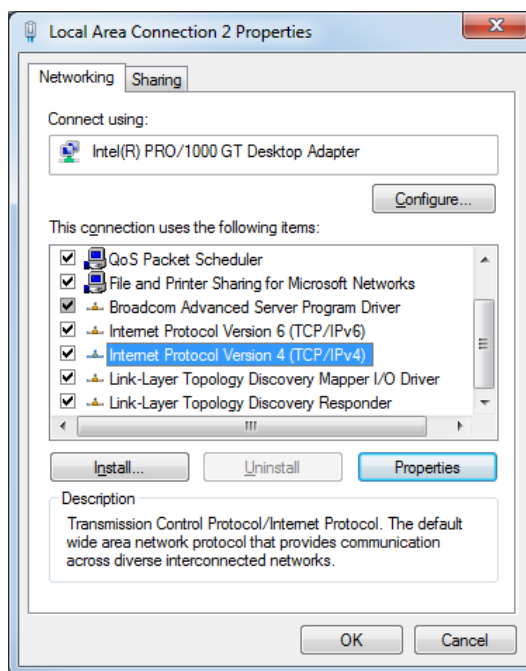 Local Area Connection 2 Properties
Networking Sharing
Connect using:
Intel(R) PRO/1000 GT Desktop Adapter
Configure...
This connection uses the following items:
QoS Packet Scheduler
File and Printer Sharing for Microsoft Networks
Broadcom Advanced Server Program Driver
Internet Protocol Version 6 (TCP/IPv6)
Internet Protocol Version 4 (TCP/IPv4)
Link-Layer Topology Discovery Mapper I/O Driver
Link-Layer Topology Discovery Responder
Install... Uninstall Properties
Description
Transmission Control Protocol/Internet Protocol. The default
wide area network protocol that provides communication
across diverse interconnected networks.
OK Cancel